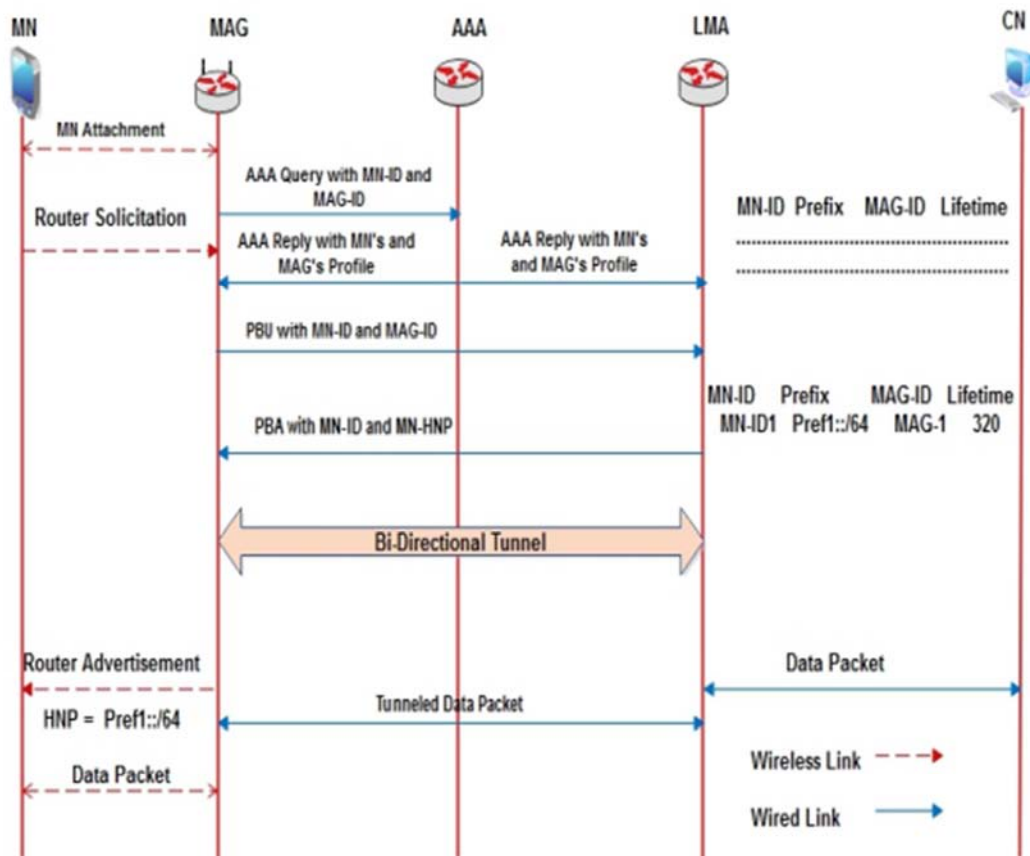 MN
MAG
AAA
LMA
CN
MN Attachment
AAA Query with MN-ID and
MAG-ID
Router Solicitation
MN-ID Prefix MAG-ID Lifetime
AAA Reply with MN's and
MAG's Profile
AAA Reply with MN's
and MAG's Profile
PBU with MN-ID and MAG-ID
MN-ID Prefix MAG-ID Lifetime
MN-ID1 Pref1::/64 MAG-1 320
PBA with MN-ID and MN-HNP
Bi-Directional Tunnel
Router Advertisement
Data Packet
HNP = Pref1::/64
Tunneled Data Packet
Data Packet
Wireless Link
Wired Link